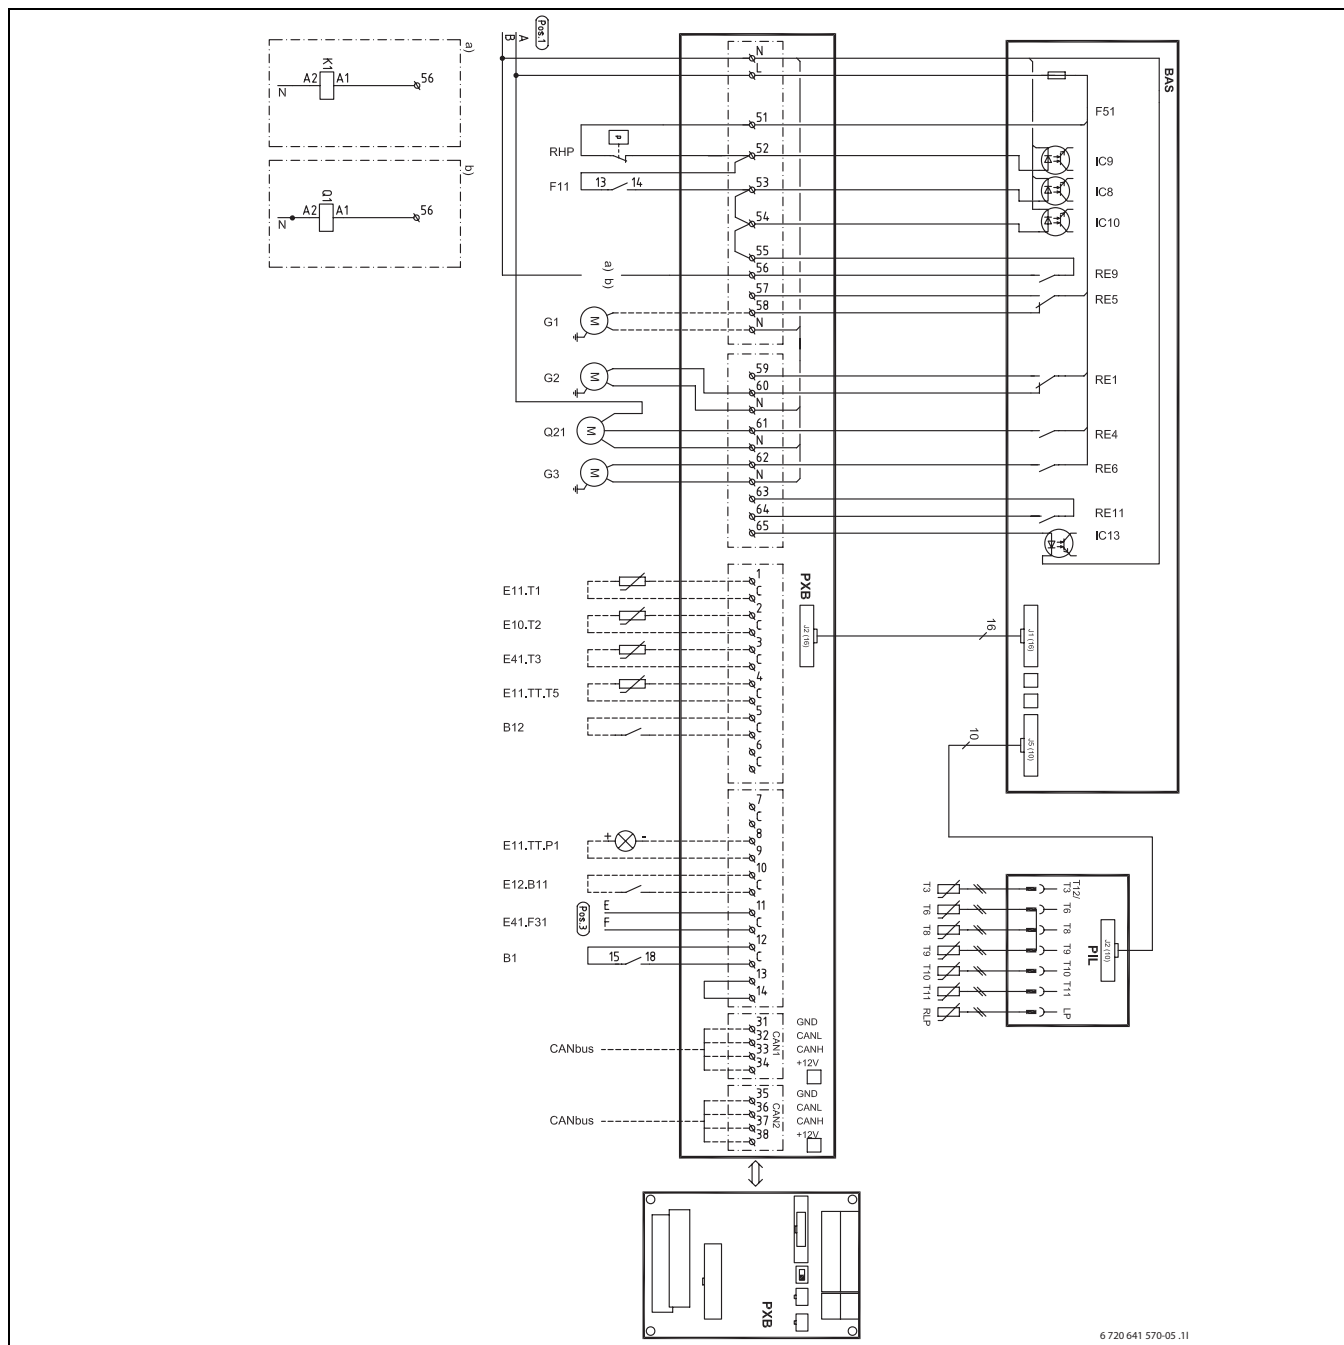 Pos.1
A
B
a)
K1
A2 A1
56
N
b)
Q1
A2 A1
56
N
BAS
N
L
51
F51
RHP
P
52
IC9
F11
13 14
53
IC8
54
IC10
55
a) b)
56
RE9
57
RE5
58
G1
M
N
59
RE1
G2
M
60
N
Q21
M
61
RE4
N
62
RE6
G3
M
N
63
64
RE11
65
IC13
PXB
E11.T1
1
C
E10.T2
2
C
J2 (16)
16
J1 (16)
E41.T3
3
C
E11.TT.T5
4
C
B12
5
C
6
C
10
J5 (10)
7
C
E11.TT.P1
+ -
8
9
E12.B11
10
C
E41.F31
Pos.3
E
F
11
C
B1
15 18
12
C
13
14
T3
T12/
T3
T6
T6
T8
T8
T9
T9
T10
T10
T11
T11
RLP
LP
J2 (10)
PIL
CANbus
31 GND
32 CANL
33 CANH
34 +12V
CAN1
CANbus
35 GND
36 CANL
37 CANH
38 +12V
CAN2
PXB
6 720 641 570-05 .1I